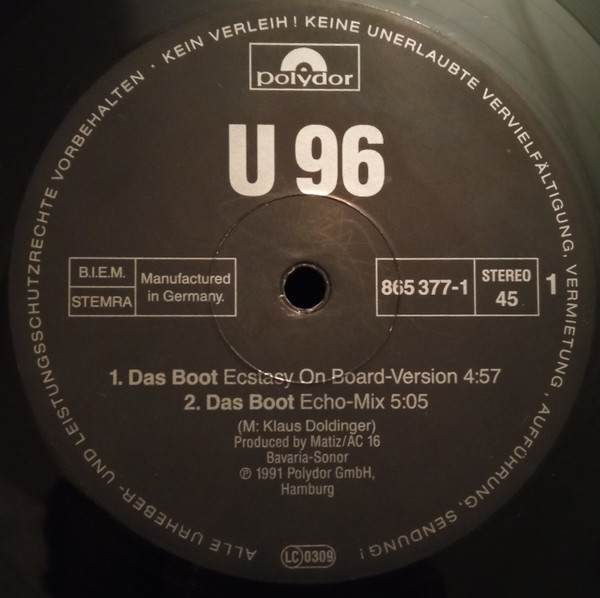 ALLE URHEBER- UND LEISTUNGSSCHUTZRECHTE VORBEHALTEN · KEIN VERLEIH! KEINE UNERLAUBTE VERVIELFÄLTIGUNG, VERMIETUNG, AUFFÜHRUNG, SENDUNG!
polydor
U 96
B.I.E.M.
STEMRA
Manufactured
in Germany.
865 377-1
STEREO
45
1
1. Das Boot Ecstasy On Board-Version 4:57
2. Das Boot Echo-Mix 5:05
(M: Klaus Doldinger)
Produced by Matiz/AC 16
Bavaria-Sonor
℗ 1991 Polydor GmbH,
Hamburg
LC 0309